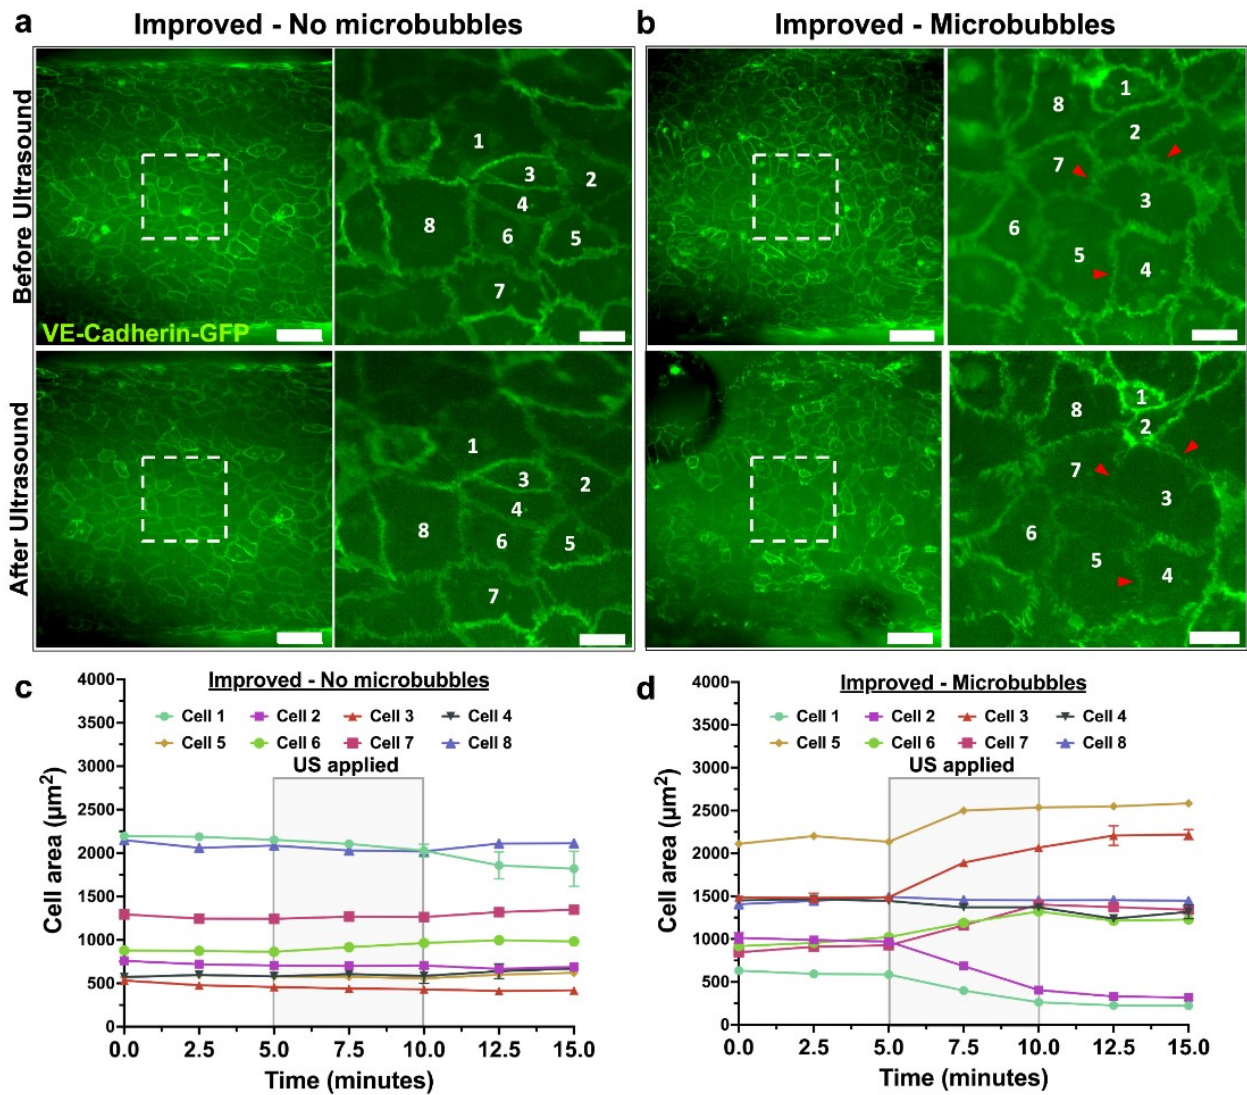 a Improved - No microbubbles
b Improved - Microbubbles
Before Ultrasound
1
2
3
4
5
6
7
8
VE-Cadherin-GFP
1
8
2
7
3
6
5
4
After Ultrasound
1
3
2
4
8
6
5
7
1
8
2
7
3
6
5
4
c Improved - No microbubbles
Cell 1 Cell 2 Cell 3 Cell 4
Cell 5 Cell 6 Cell 7 Cell 8
US applied
Cell area (µm²)
4000
3500
3000
2500
2000
1500
1000
500
0
0.0 2.5 5.0 7.5 10.0 12.5 15.0
Time (minutes)
d Improved - Microbubbles
Cell 1 Cell 2 Cell 3 Cell 4
Cell 5 Cell 6 Cell 7 Cell 8
US applied
Cell area (µm²)
4000
3500
3000
2500
2000
1500
1000
500
0
0.0 2.5 5.0 7.5 10.0 12.5 15.0
Time (minutes)